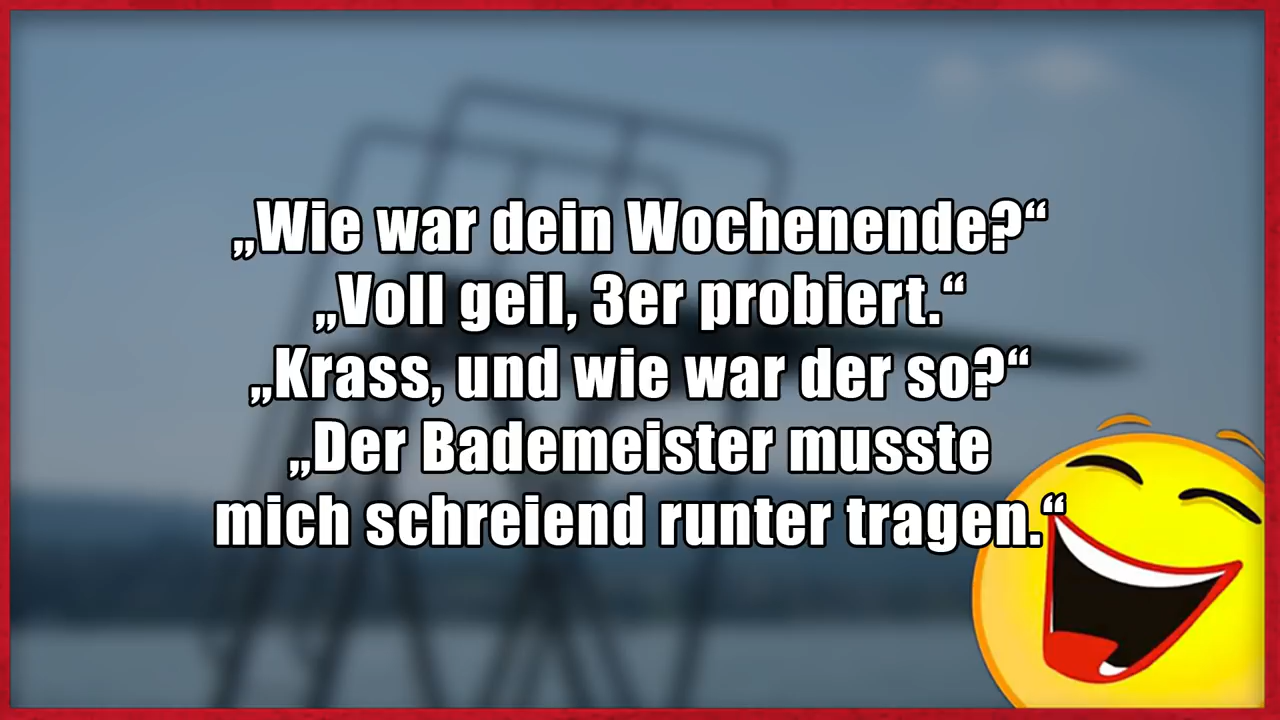 „Wie war dein Wochenende?“
„Voll geil, 3er probiert.“
„Krass, und wie war der so?“
„Der Bademeister musste
mich schreiend runter tragen.“